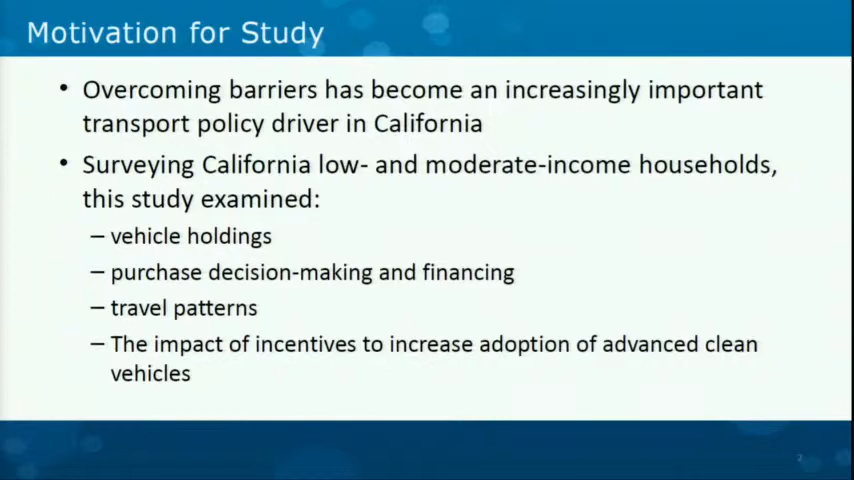 Motivation for Study
• Overcoming barriers has become an increasingly important
transport policy driver in California
• Surveying California low- and moderate-income households,
this study examined:
– vehicle holdings
– purchase decision-making and financing
– travel patterns
– The impact of incentives to increase adoption of advanced clean
vehicles
2